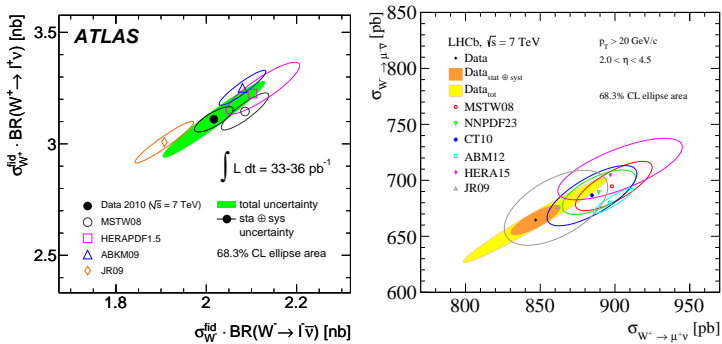 ATLAS
σ^fid_W⁺ · BR(W⁺→ l⁺ν) [nb]
3.5
3.3
3.1
2.9
∫ L dt = 33-36 pb⁻¹
Data 2010 (√s = 7 TeV)
MSTW08
HERAPDF1.5
ABKM09
JR09
total uncertainty
sta ⊕ sys
uncertainty
68.3% CL ellipse area
1.8
2
2.2
σ^fid_W⁻ · BR(W⁻→ l⁻ν̄) [nb]
σ_W⁻ → μ⁻ν̄ [pb]
850
800
750
700
650
600
LHCb, √s = 7 TeV
Data
Data_stat ⊕ syst
Data_tot
MSTW08
NNPDF23
CT10
ABM12
HERA15
JR09
p_T > 20 GeV/c
2.0 < η < 4.5
68.3% CL ellipse area
800
850
900
950
σ_W⁺ → μ⁺ν [pb]